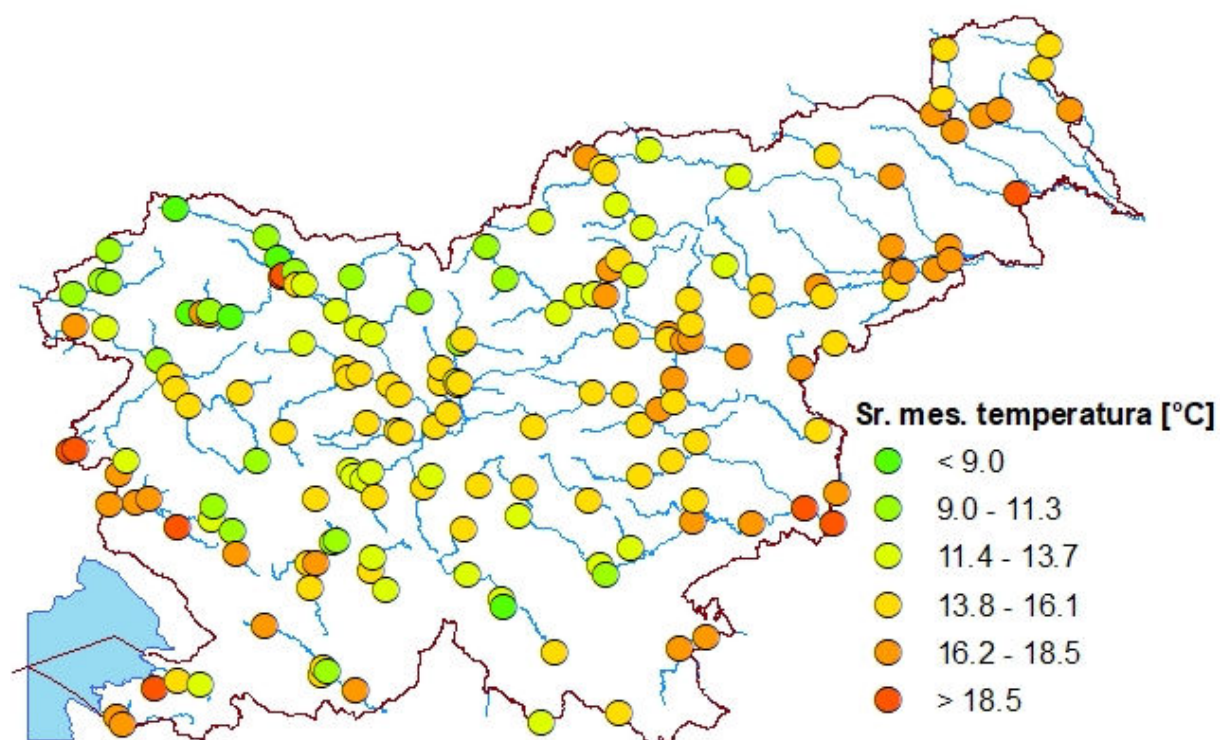 Sr. mes. temperatura [°C]
< 9.0
9.0 - 11.3
11.4 - 13.7
13.8 - 16.1
16.2 - 18.5
> 18.5